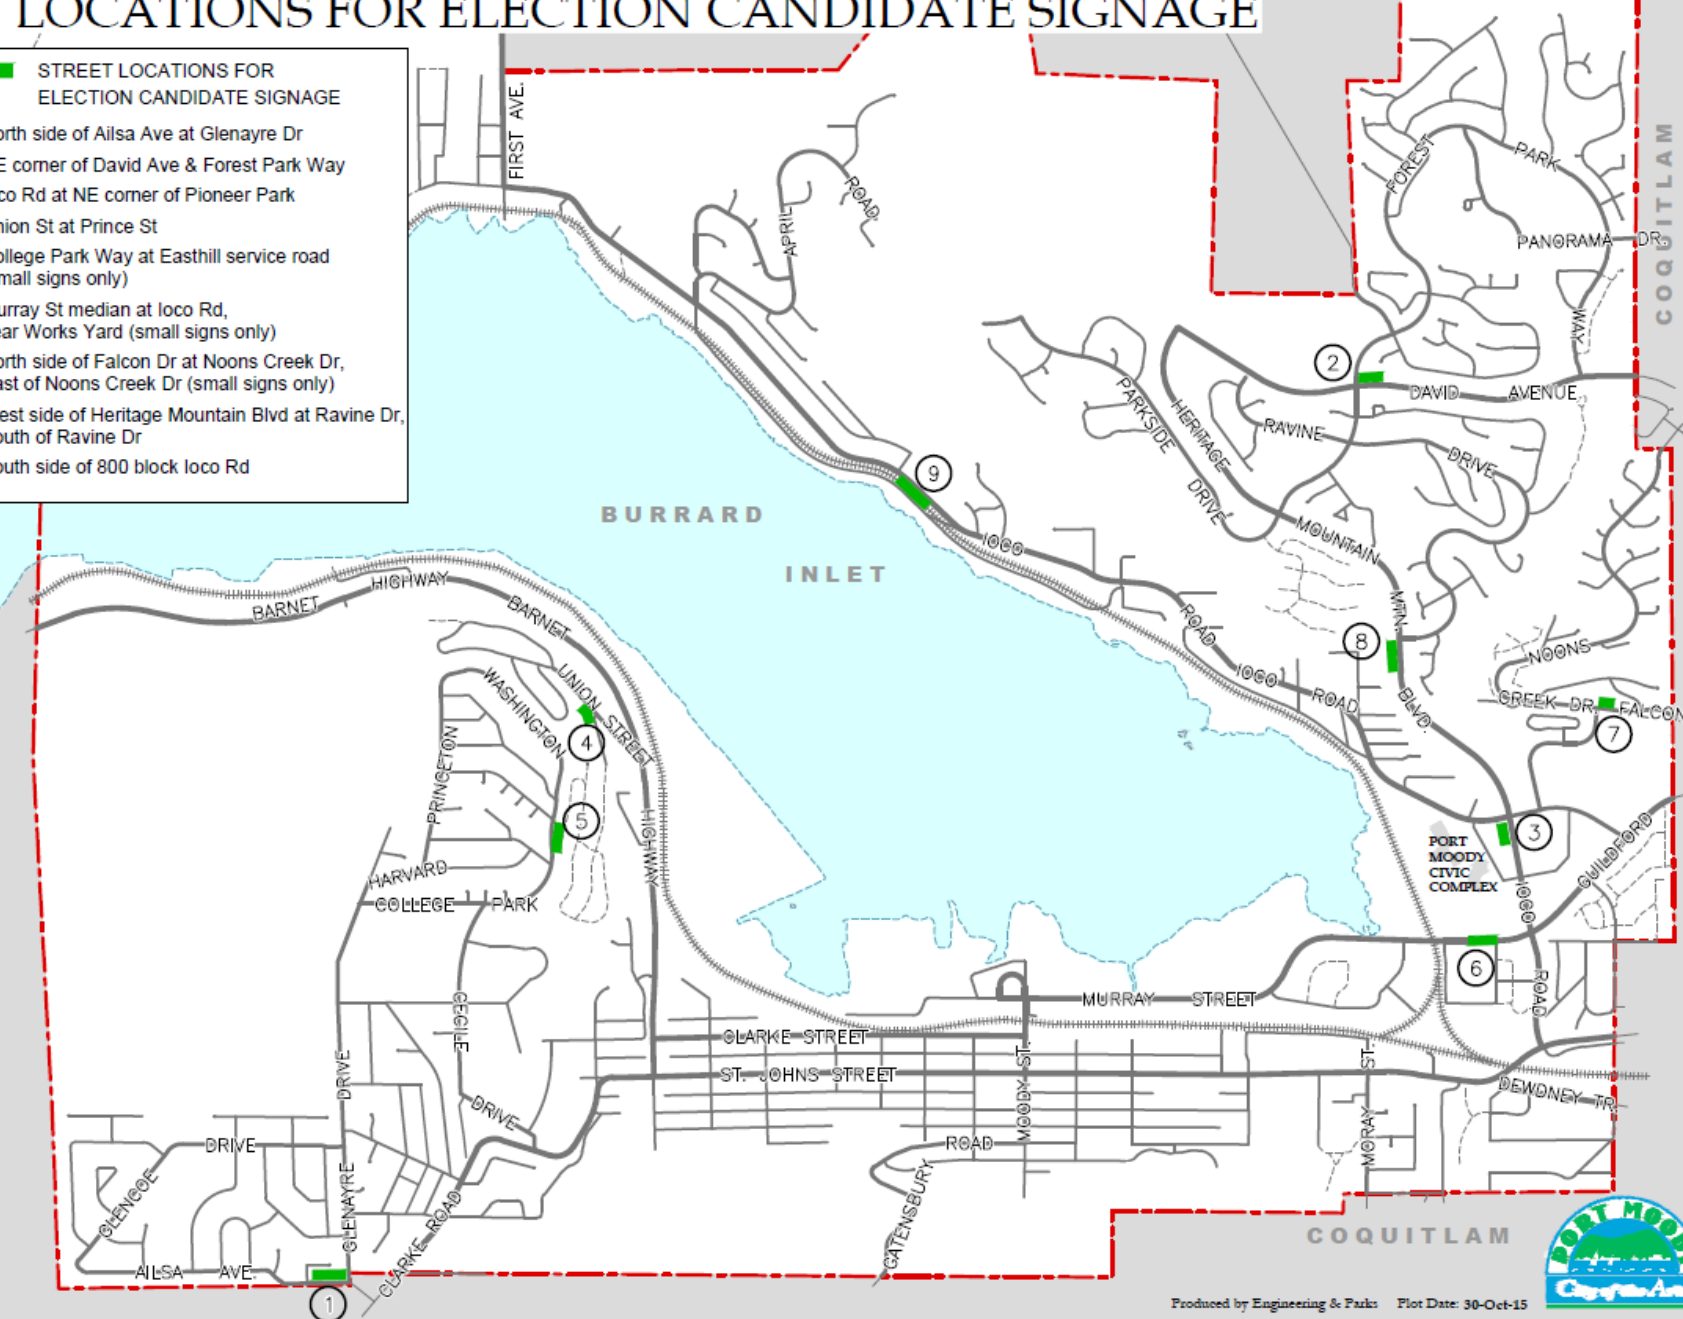 LOCATIONS FOR ELECTION CANDIDATE SIGNAGE
STREET LOCATIONS FOR
ELECTION CANDIDATE SIGNAGE
orth side of Ailsa Ave at Glenayre Dr
E corner of David Ave & Forest Park Way
co Rd at NE corner of Pioneer Park
nion St at Prince St
ollege Park Way at Easthill service road
mall signs only)
urray St median at Ioco Rd,
ear Works Yard (small signs only)
orth side of Falcon Dr at Noons Creek Dr,
ast of Noons Creek Dr (small signs only)
est side of Heritage Mountain Blvd at Ravine Dr,
outh of Ravine Dr
outh side of 800 block Ioco Rd
FIRST AVE.
APRIL
ROAD
FOREST
PARK
PANORAMA DR.
WAY
COQUITLAM
2
DAVID AVENUE
PARKSIDE
DRIVE
HERITAGE
MOUNTAIN
MTN.
BLVD.
RAVINE
DRIVE
9
BURRARD
INLET
IOCO
ROAD
IOCO
ROAD
8
NOONS
CREEK DR.
FALCON
7
BARNET
HIGHWAY
BARNET
HIGHWAY
UNION STREET
WASHINGTON
4
PRINCETON
5
HARVARD
COLLEGE PARK
3
PORT
MOODY
CIVIC
COMPLEX
GUILDFORD
IOCO
ROAD
6
MURRAY STREET
CECILE
DRIVE
CLARKE STREET
ST. JOHNS STREET
MOODY ST.
MORAY ST.
DEWDNEY TR.
GLENAYRE
DRIVE
GLENCOE
DRIVE
ROAD
GATENSBURY
CLARKE ROAD
AILSA AVE.
1
COQUITLAM
PORT MOOD
City of the Arts
Produced by Engineering & Parks Plot Date: 30-Oct-15